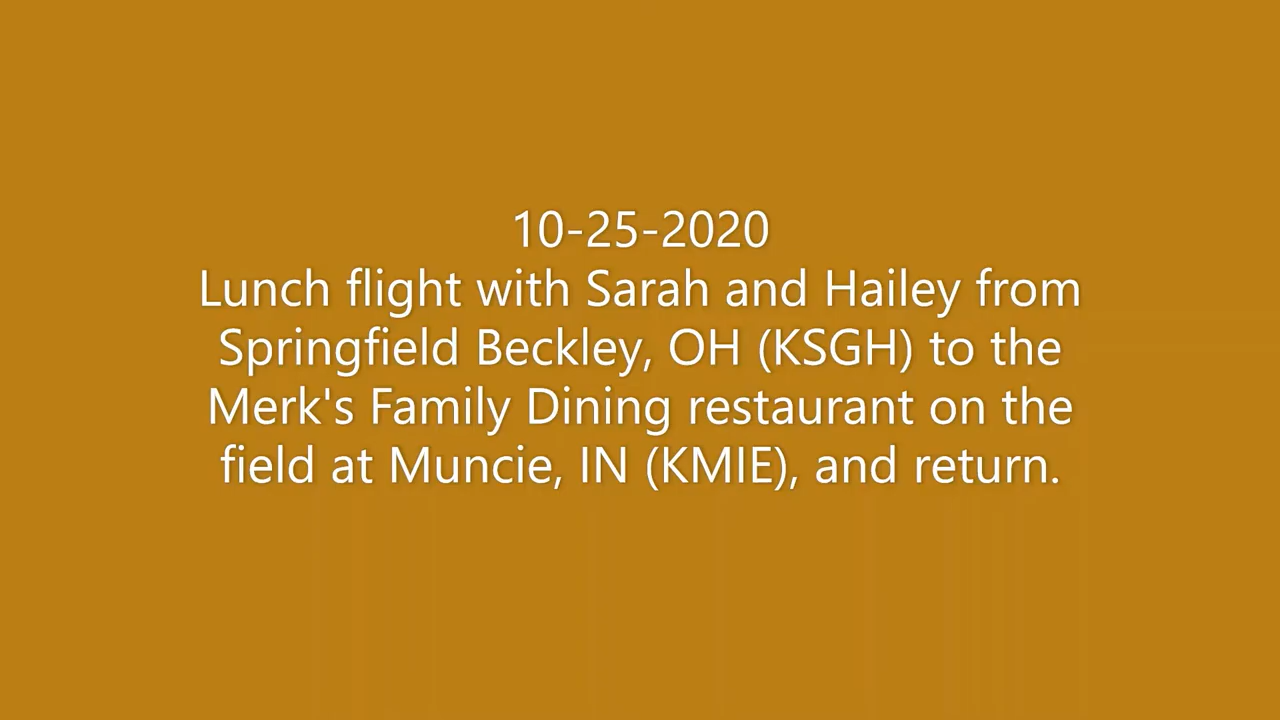 10-25-2020
Lunch flight with Sarah and Hailey from
Springfield Beckley, OH (KSGH) to the
Merk's Family Dining restaurant on the
field at Muncie, IN (KMIE), and return.